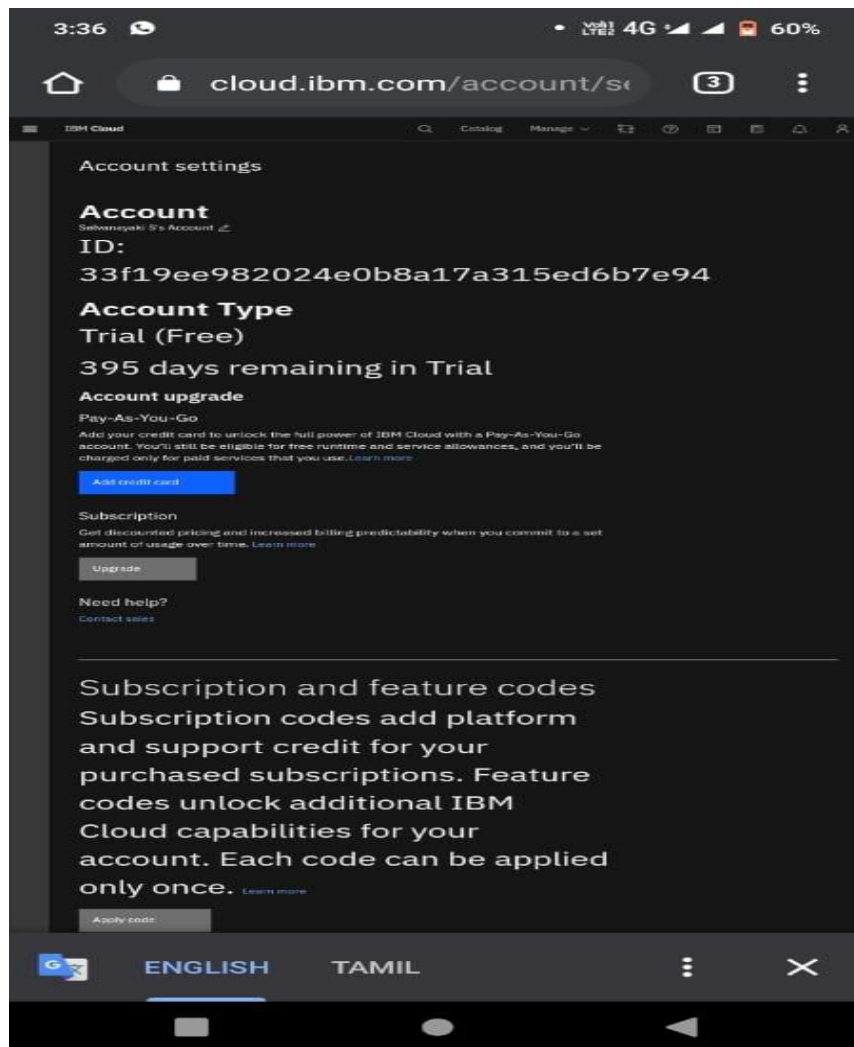 3:36
Vo)) LTE2 4G 60%
cloud.ibm.com/account/se
3
IBM Cloud Catalog Manage
Account settings
Account
Selvanayaki S's Account
ID:
33f19ee982024e0b8a17a315ed6b7e94
Account Type
Trial (Free)
395 days remaining in Trial
Account upgrade
Pay-As-You-Go
Add your credit card to unlock the full power of IBM Cloud with a Pay-As-You-Go
account. You'll still be eligible for free runtime and service allowances, and you'll be
charged only for paid services that you use. Learn more
Add credit card
Subscription
Get discounted pricing and increased billing predictability when you commit to a set
amount of usage over time. Learn more
Upgrade
Need help?
Contact sales
Subscription and feature codes
Subscription codes add platform
and support credit for your
purchased subscriptions. Feature
codes unlock additional IBM
Cloud capabilities for your
account. Each code can be applied
only once. Learn more
Apply code
ENGLISH TAMIL